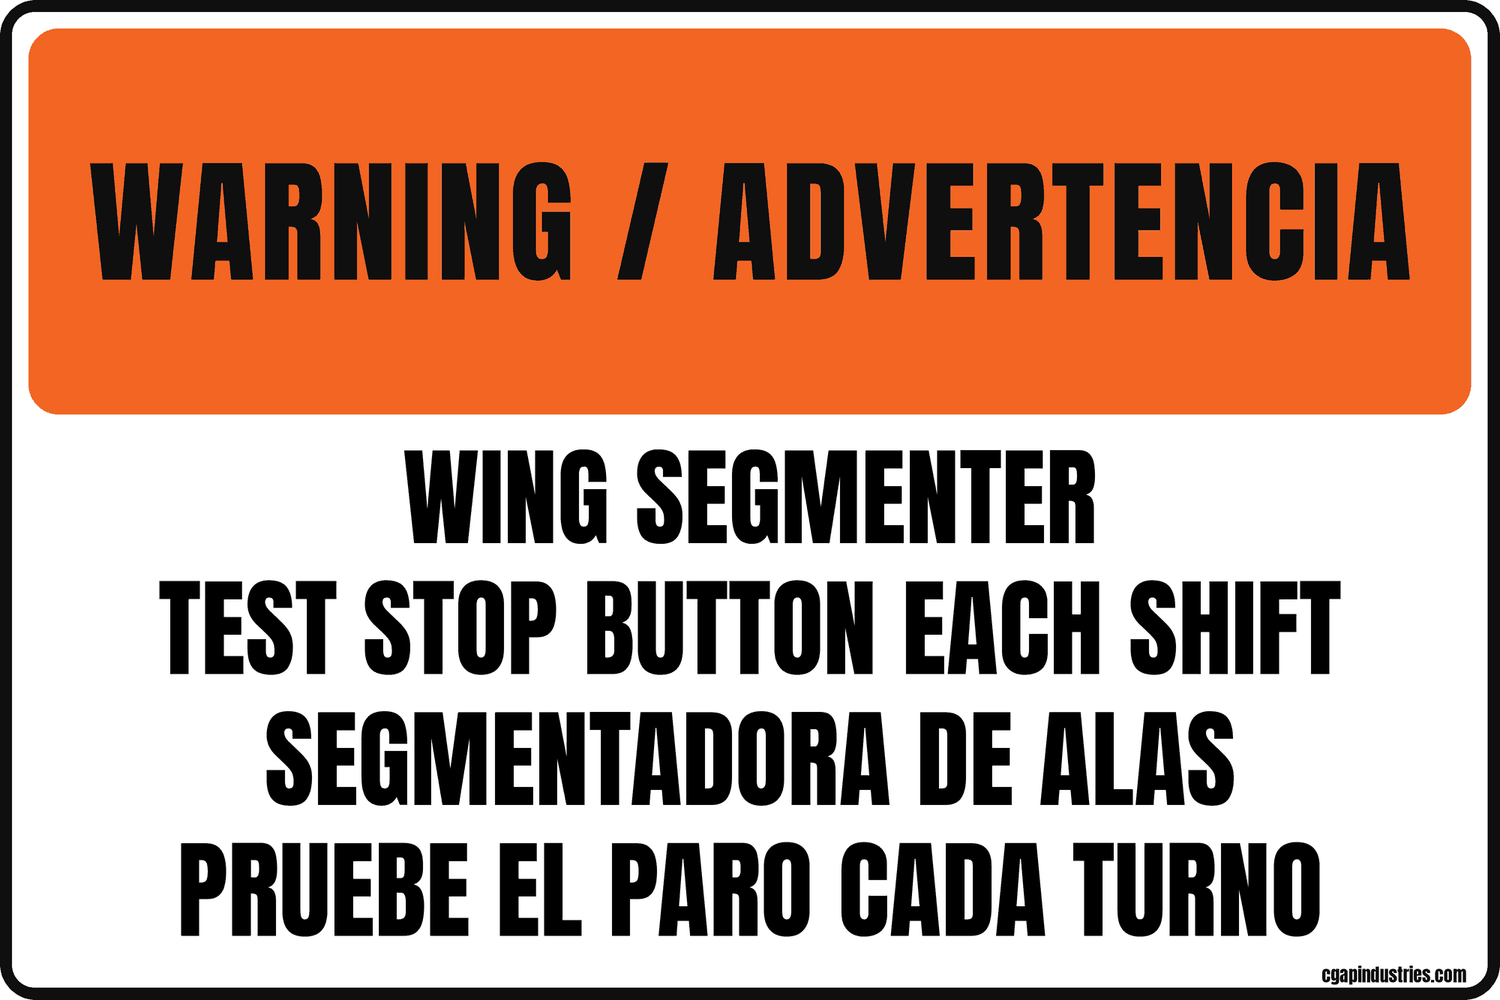 WARNING / ADVERTENCIA
WING SEGMENTER
TEST STOP BUTTON EACH SHIFT
SEGMENTADORA DE ALAS
PRUEBE EL PARO CADA TURNO
cgapindustries.com